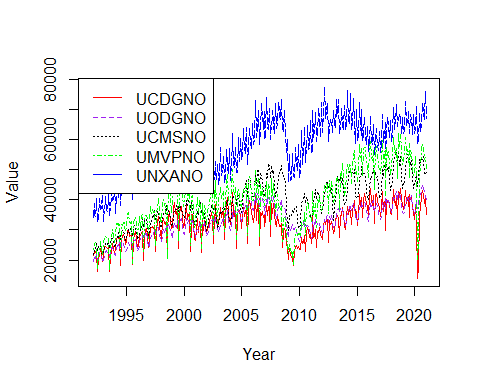 80000
60000
40000
20000
Value
UCDGNO
UODGNO
UCMSNO
UMVPNO
UNXANO
1995
2000
2005
2010
2015
2020
Year